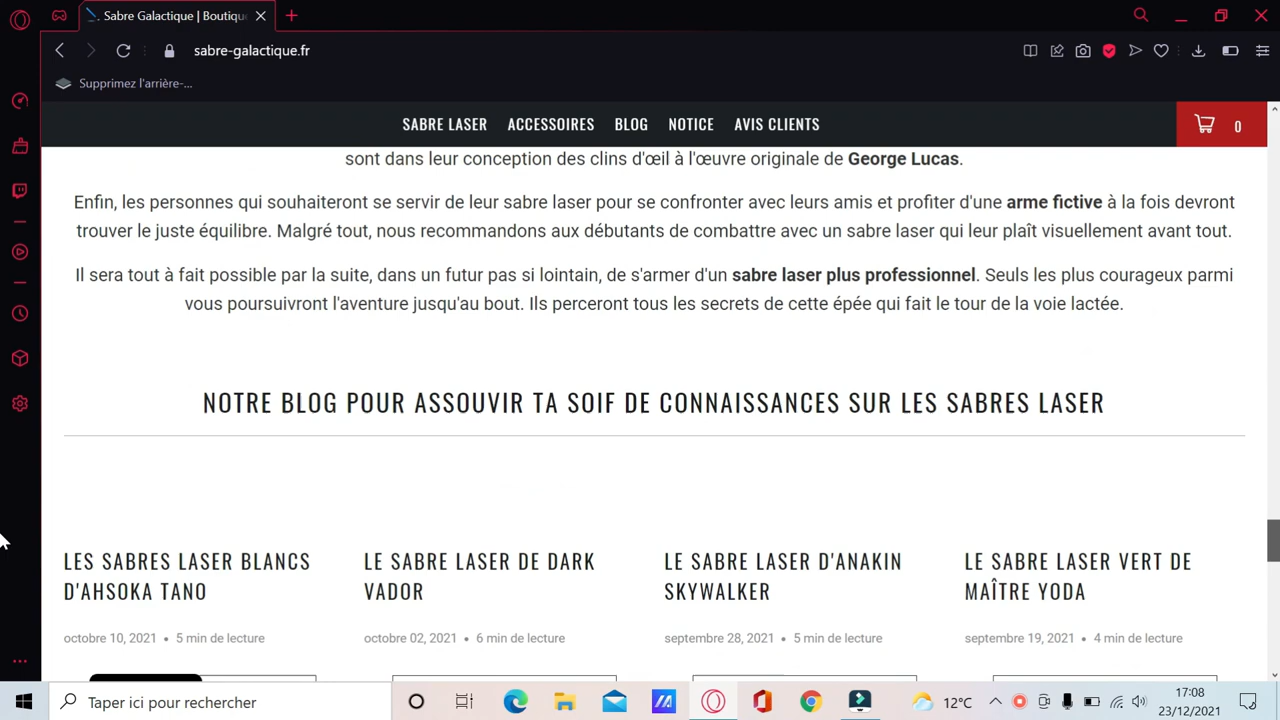 Sabre Galactique | Boutique
sabre-galactique.fr
Supprimez l'arrière-...
SABRE LASER ACCESSOIRES BLOG NOTICE AVIS CLIENTS 0
sont dans leur conception des clins d'œil à l'œuvre originale de George Lucas.
Enfin, les personnes qui souhaiteront se servir de leur sabre laser pour se confronter avec leurs amis et profiter d'une arme fictive à la fois devront
trouver le juste équilibre. Malgré tout, nous recommandons aux débutants de combattre avec un sabre laser qui leur plaît visuellement avant tout.
Il sera tout à fait possible par la suite, dans un futur pas si lointain, de s'armer d'un sabre laser plus professionnel. Seuls les plus courageux parmi
vous poursuivront l'aventure jusqu'au bout. Ils perceront tous les secrets de cette épée qui fait le tour de la voie lactée.
NOTRE BLOG POUR ASSOUVIR TA SOIF DE CONNAISSANCES SUR LES SABRES LASER
LES SABRES LASER BLANCS
D'AHSOKA TANO
octobre 10, 2021 • 5 min de lecture
LE SABRE LASER DE DARK
VADOR
octobre 02, 2021 • 6 min de lecture
LE SABRE LASER D'ANAKIN
SKYWALKER
septembre 28, 2021 • 5 min de lecture
LE SABRE LASER VERT DE
MAÎTRE YODA
septembre 19, 2021 • 4 min de lecture
Taper ici pour rechercher
12°C
17:08
23/12/2021